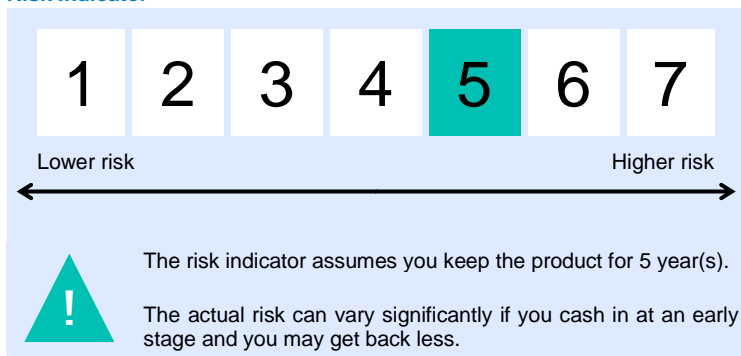 Risk Indicator
1 2 3 4 5 6 7
Lower risk Higher risk
!
The risk indicator assumes you keep the product for 5 year(s).
The actual risk can vary significantly if you cash in at an early
stage and you may get back less.